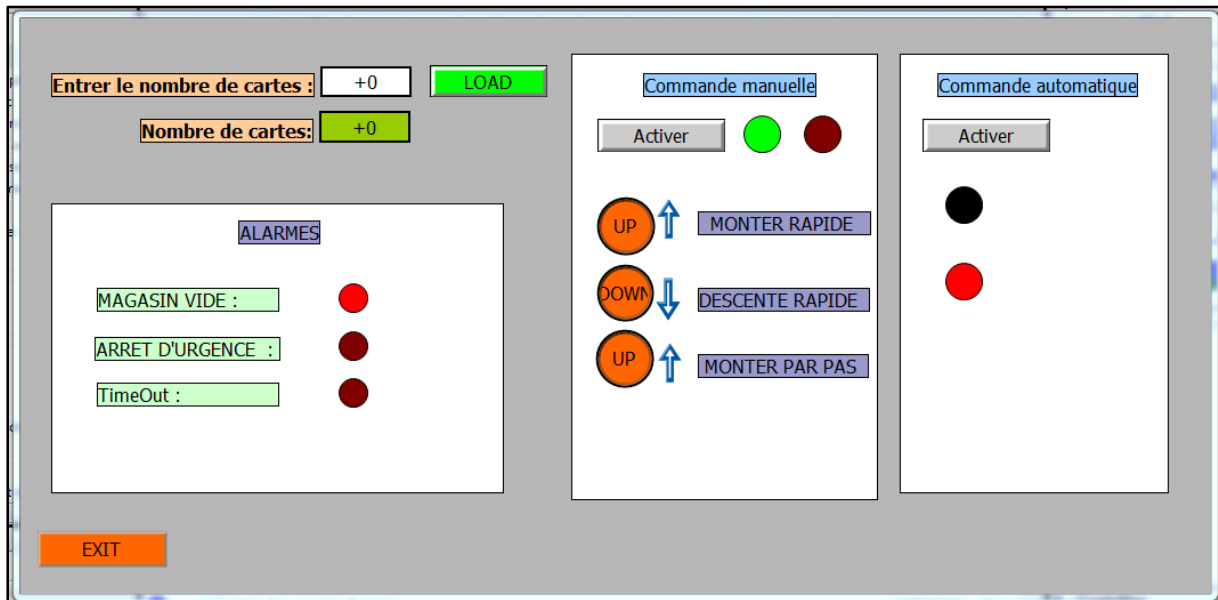 Entrer le nombre de cartes : +0 LOAD
Nombre de cartes: +0
ALARMES
MAGASIN VIDE :
ARRET D'URGENCE :
TimeOut :
EXIT
Commande manuelle
Activer
UP MONTER RAPIDE
DOWN DESCENTE RAPIDE
UP MONTER PAR PAS
Commande automatique
Activer